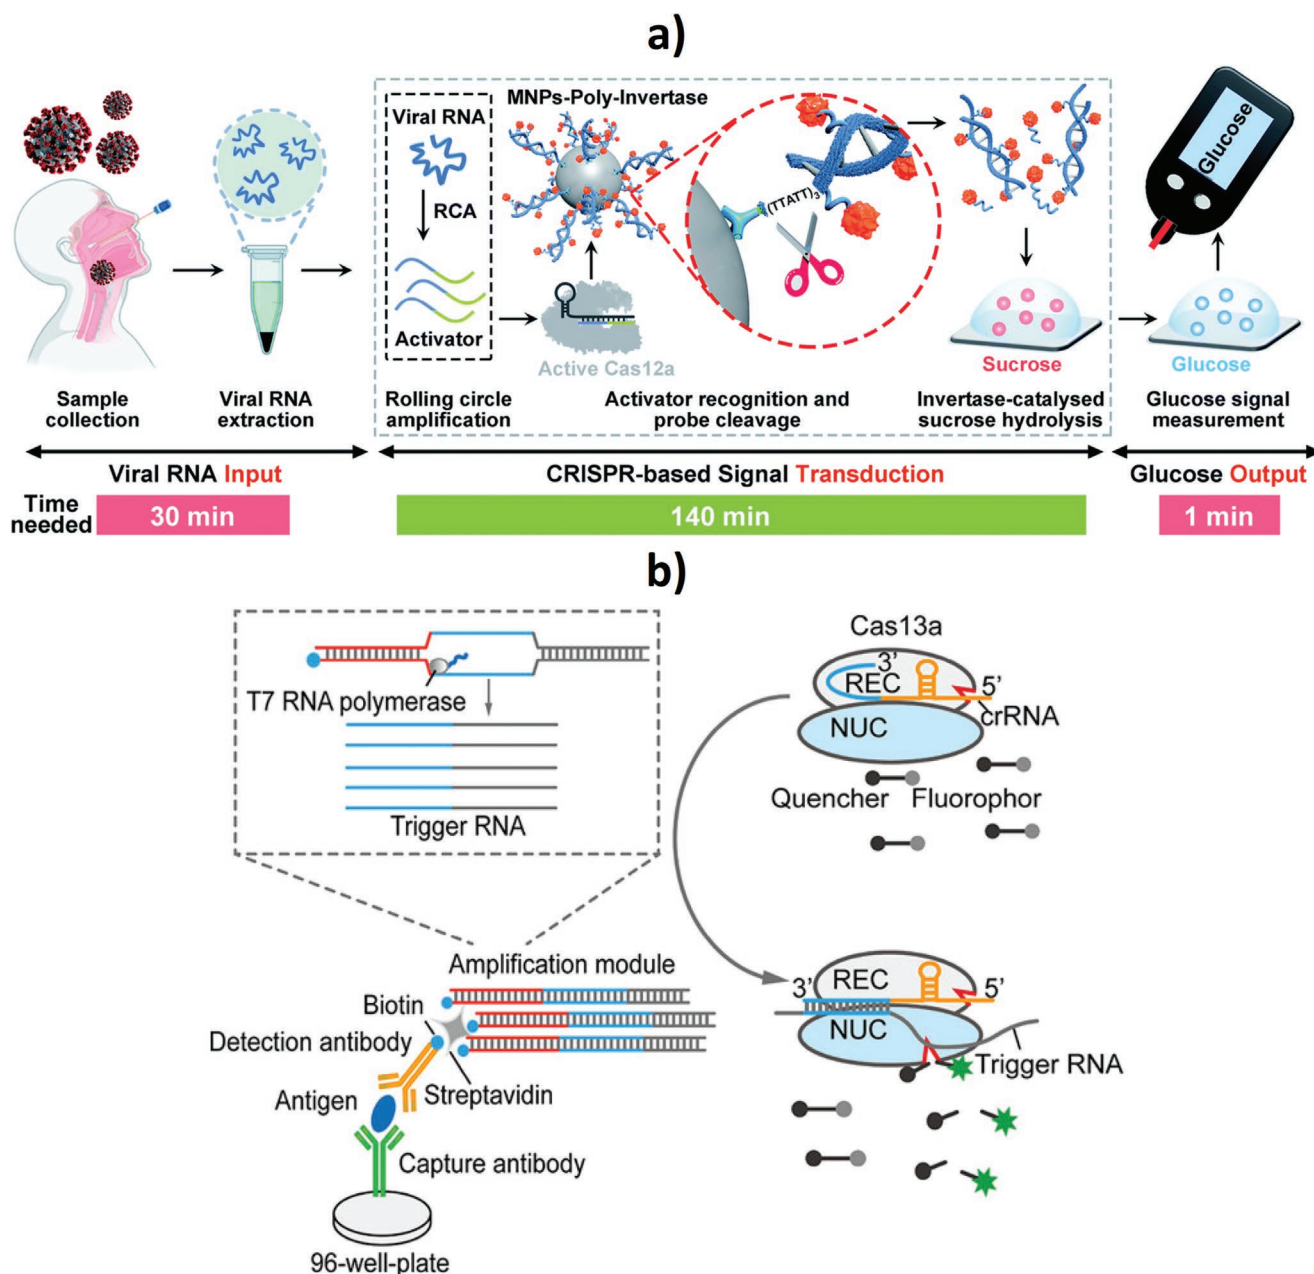 a)
Viral RNA
RCA
Activator
MNPs-Poly-Invertase
Active Cas12a
(TTATT)3
Sucrose
Glucose
Glucose
Sample
collection
Viral RNA
extraction
Rolling circle
amplification
Activator recognition and
probe cleavage
Invertase-catalysed
sucrose hydrolysis
Glucose signal
measurement
Viral RNA Input
CRISPR-based Signal Transduction
Glucose Output
Time
needed
30 min
140 min
1 min
b)
T7 RNA polymerase
Trigger RNA
Cas13a
3’
REC
5’
crRNA
NUC
Quencher
Fluorophor
Amplification module
Biotin
Detection antibody
Antigen
Streptavidin
Capture antibody
96-well-plate
3’
REC
5’
NUC
Trigger RNA